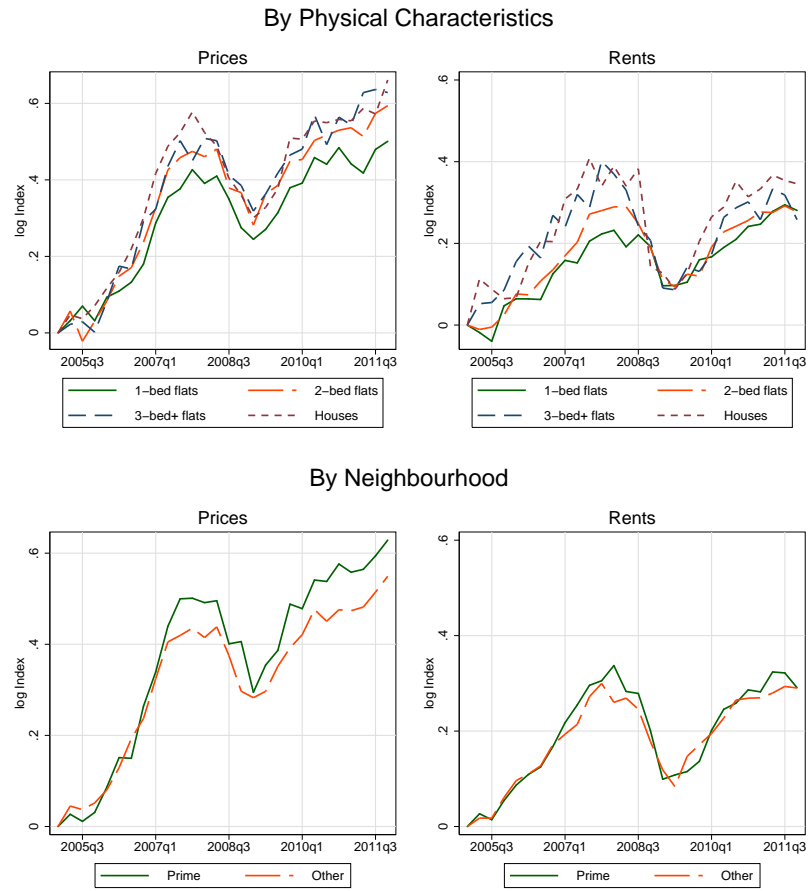 By Physical Characteristics
Prices
Rents
log Index
0 .2 .4 .6
2005q3 2007q1 2008q3 2010q1 2011q3
log Index
0 .2 .4 .6
2005q3 2007q1 2008q3 2010q1 2011q3
1−bed flats 2−bed flats
3−bed+ flats Houses
1−bed flats 2−bed flats
3−bed+ flats Houses
By Neighbourhood
Prices
Rents
log Index
0 .2 .4 .6
2005q3 2007q1 2008q3 2010q1 2011q3
log Index
0 .2 .4 .6
2005q3 2007q1 2008q3 2010q1 2011q3
Prime Other
Prime Other